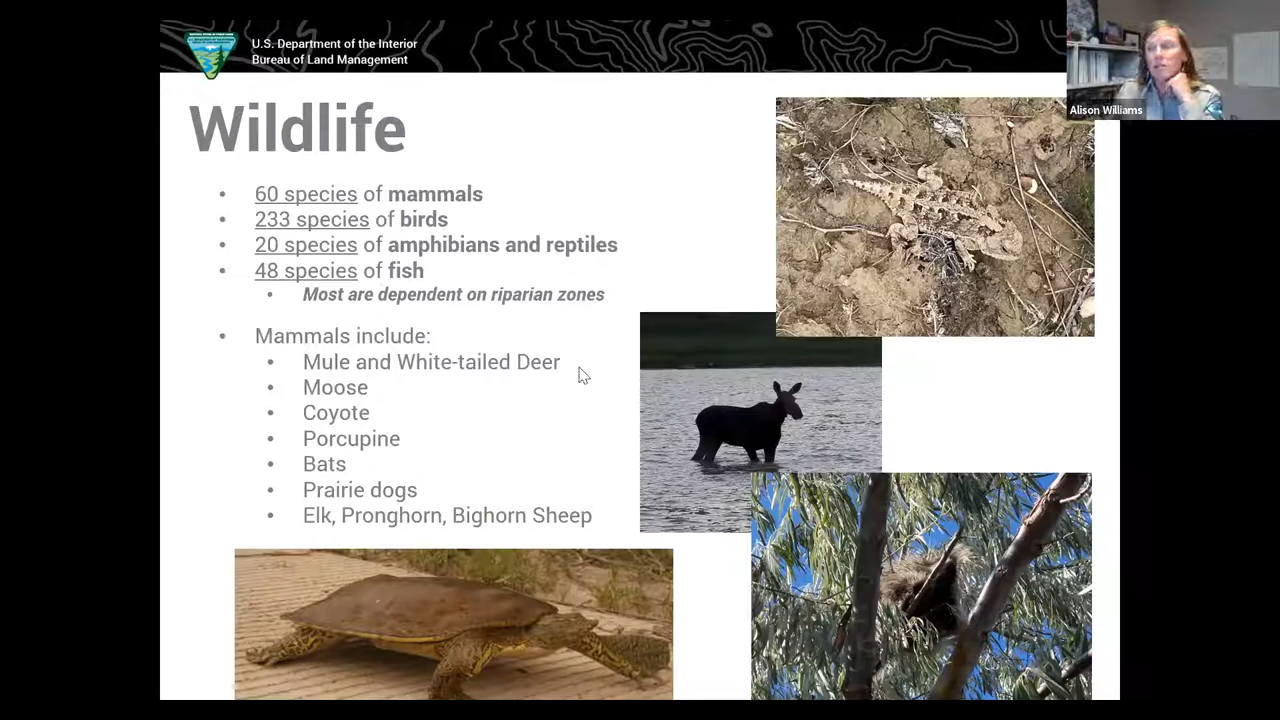 U.S. Department of the Interior
Bureau of Land Management
Alison Williams
Wildlife
• 60 species of mammals
• 233 species of birds
• 20 species of amphibians and reptiles
• 48 species of fish
• Most are dependent on riparian zones
• Mammals include:
• Mule and White-tailed Deer
• Moose
• Coyote
• Porcupine
• Bats
• Prairie dogs
• Elk, Pronghorn, Bighorn Sheep